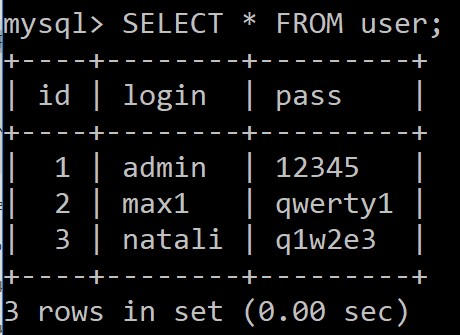 mysql> SELECT * FROM user;
+----+--------+---------+
| id | login  | pass    |
+----+--------+---------+
|  1 | admin  | 12345   |
|  2 | max1   | qwerty1 |
|  3 | natali | q1w2e3  |
+----+--------+---------+
3 rows in set (0.00 sec)